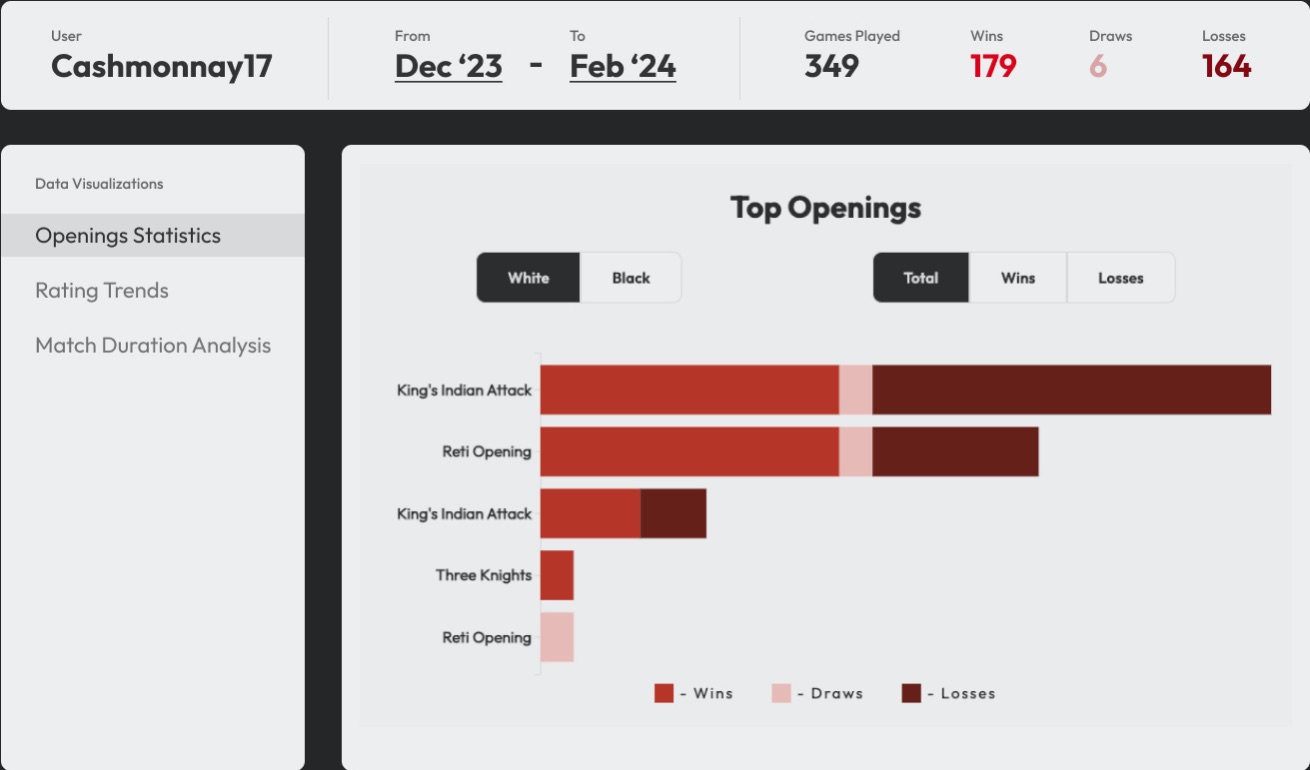 User
Cashmonnay17
From
Dec ‘23
-
To
Feb ‘24
Games Played
349
Wins
179
Draws
6
Losses
164
Data Visualizations
Openings Statistics
Rating Trends
Match Duration Analysis
Top Openings
White Black
Total Wins Losses
King's Indian Attack
Reti Opening
King's Indian Attack
Three Knights
Reti Opening
- Wins - Draws - Losses